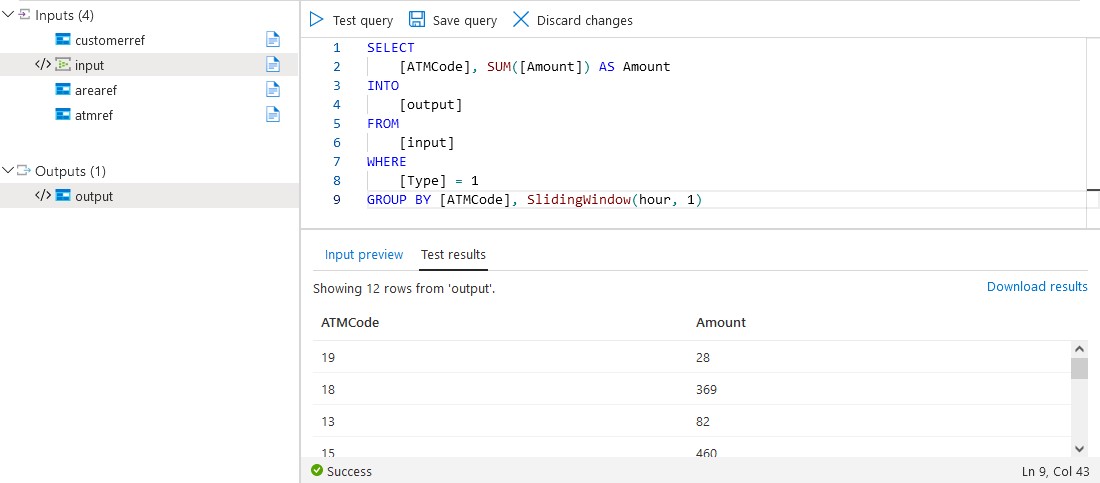 Inputs (4)
customerref
</> input
arearef
atmref
Outputs (1)
</> output
Test query Save query Discard changes
1 SELECT
2 [ATMCode], SUM([Amount]) AS Amount
3 INTO
4 [output]
5 FROM
6 [input]
7 WHERE
8 [Type] = 1
9 GROUP BY [ATMCode], SlidingWindow(hour, 1)
Input preview Test results
Showing 12 rows from 'output'. Download results
ATMCode Amount
19 28
18 369
13 82
15 460
Success Ln 9, Col 43